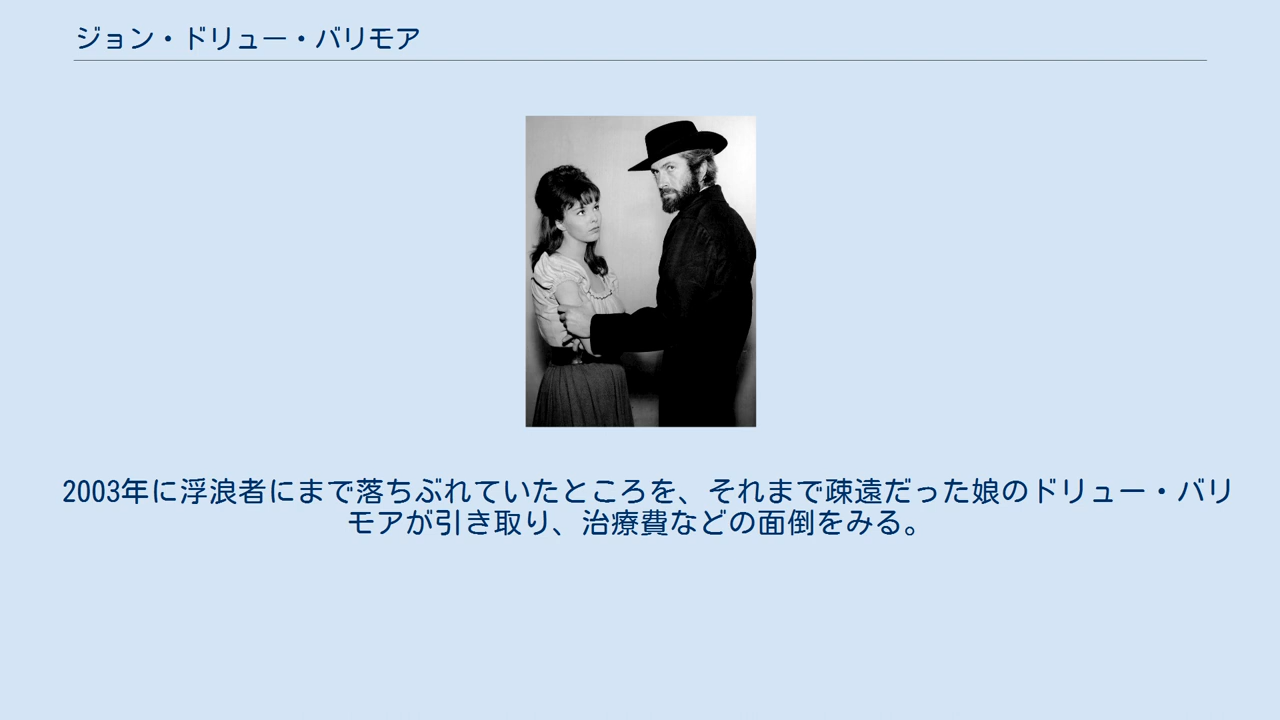 ジョン・ドリュー・バリモア
2003年に浮浪者にまで落ちぶれていたところを、それまで疎遠だった娘のドリュー・バリ
モアが引き取り、治療費などの面倒をみる。